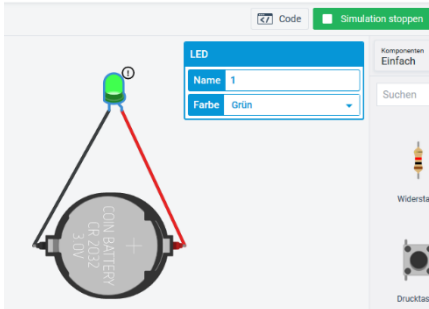 Code
Simulation stoppen
LED
Name 1
Farbe Grün
Komponenten
Einfach
Suchen
Widersta
Drucktas
COIN BATTERY
CR 2032
3.0V
+